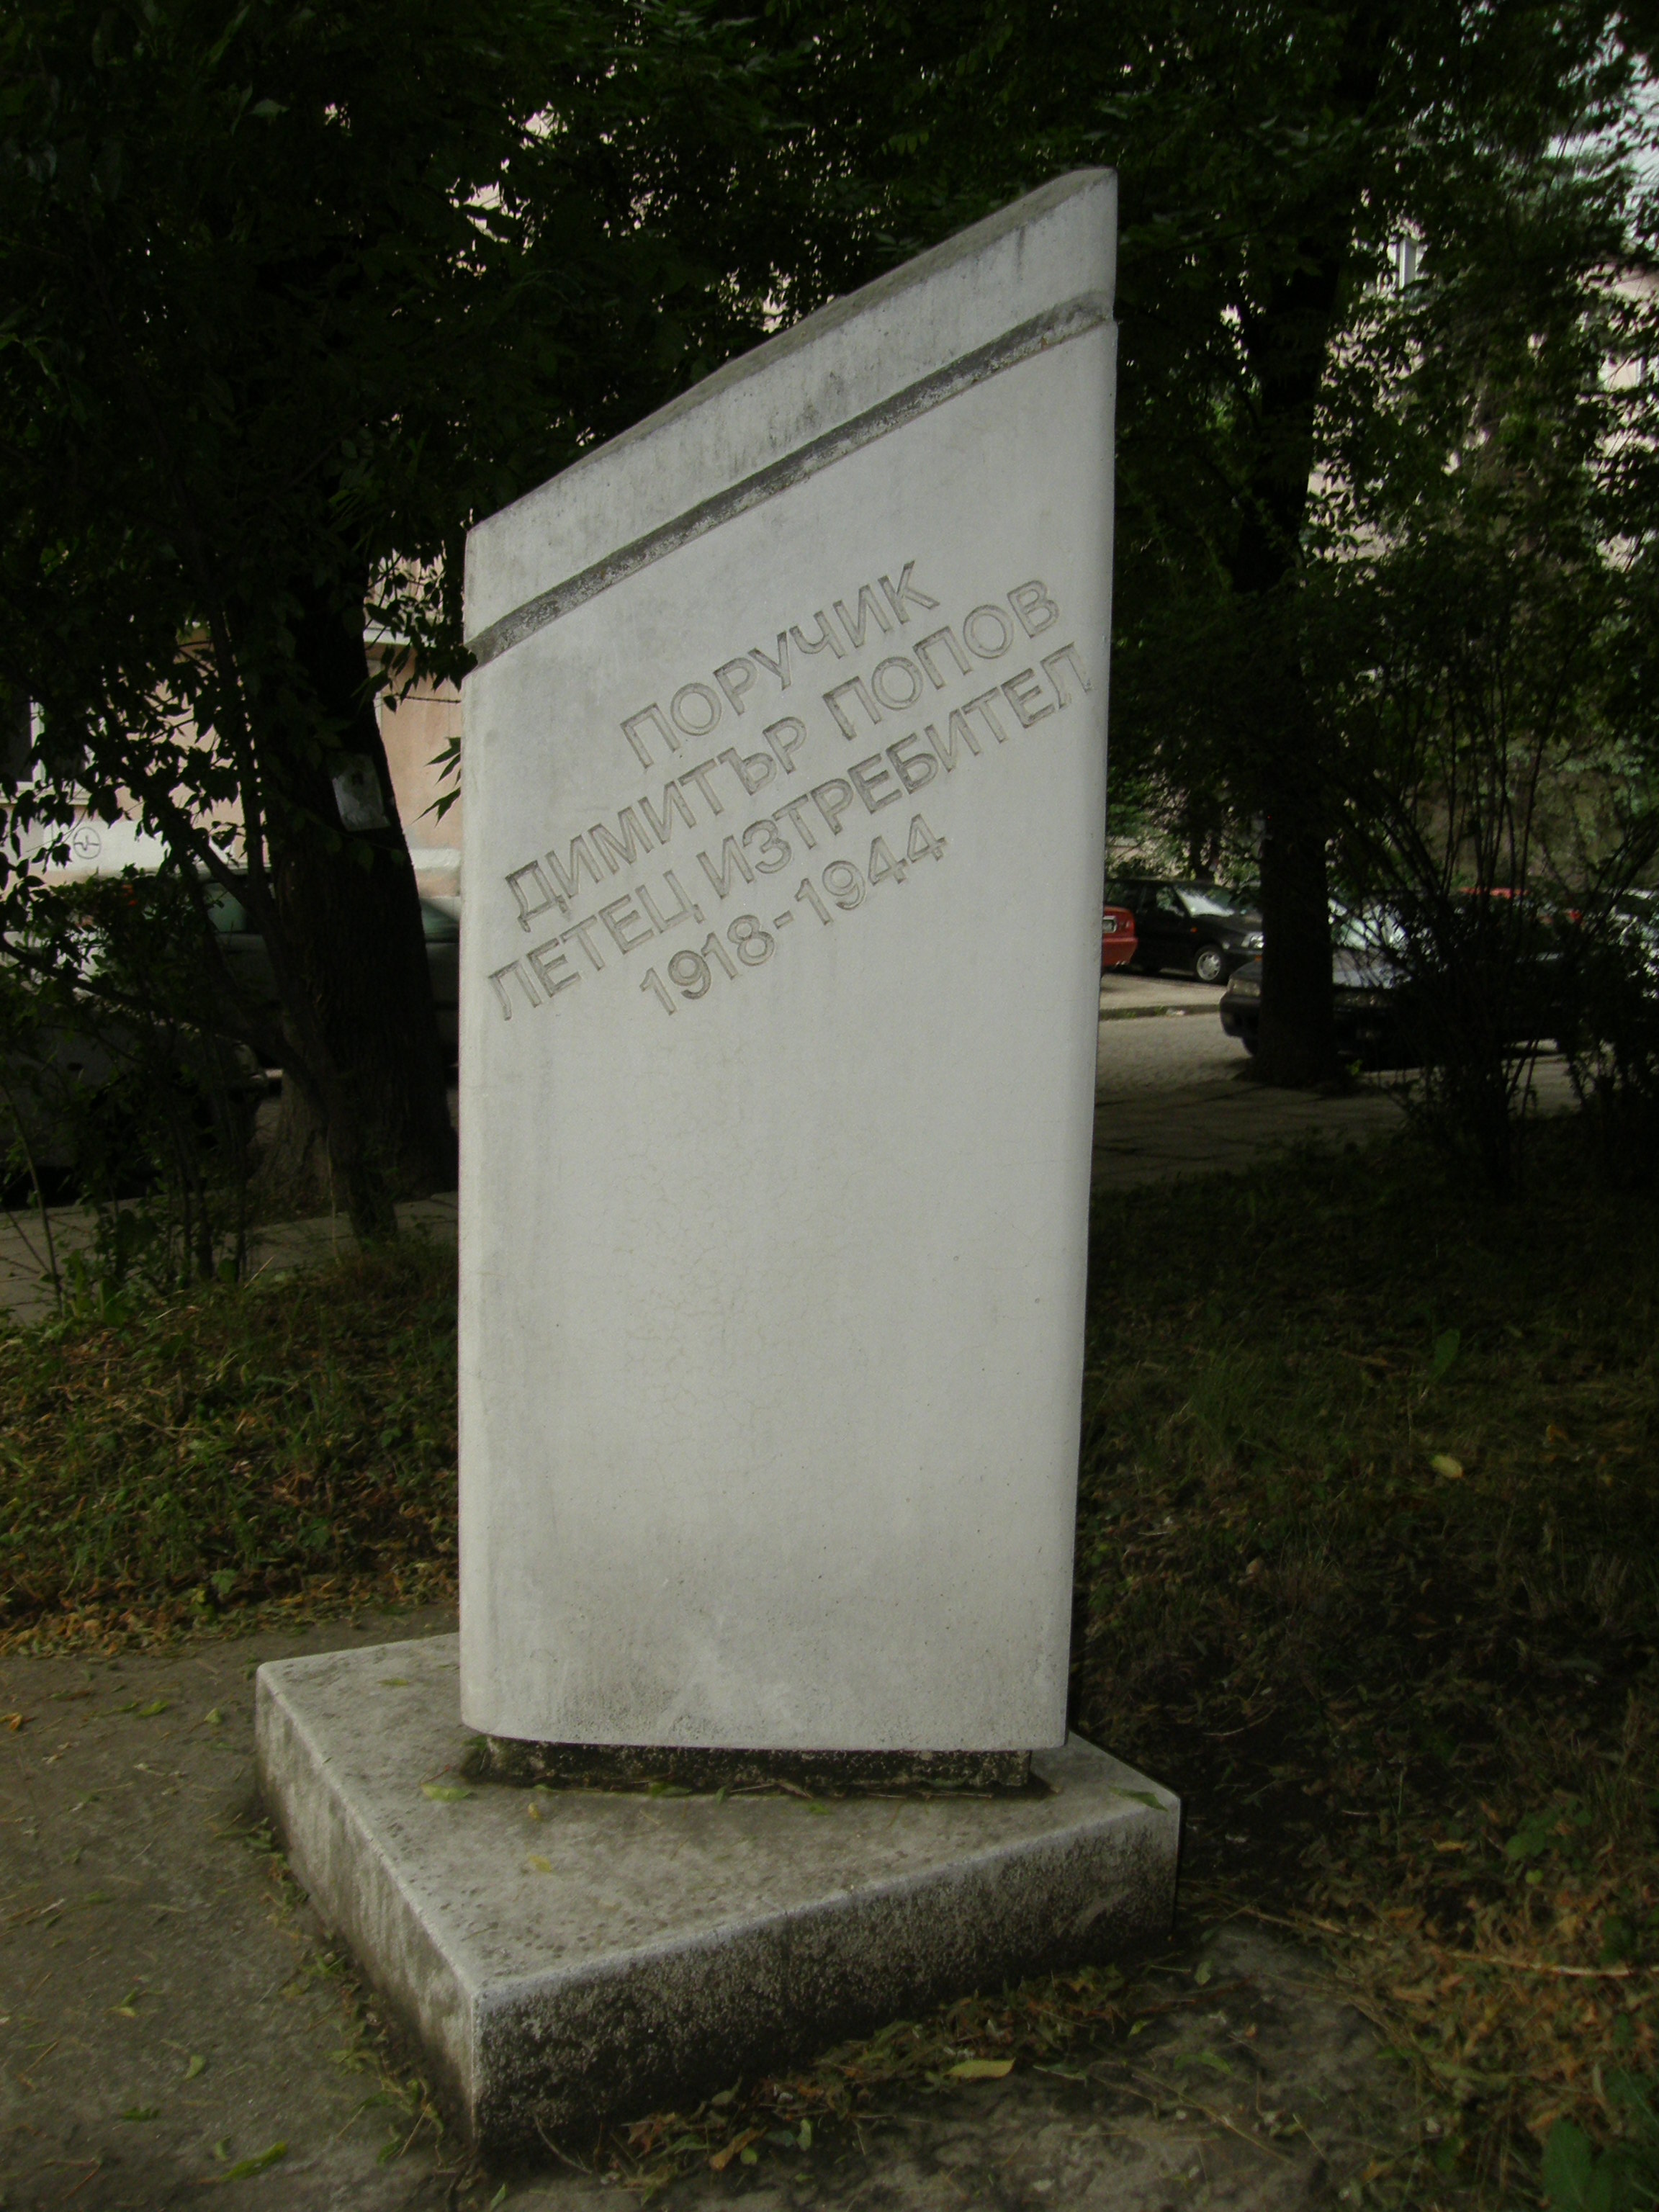 ПОРУЧИК
ДИМИТЪР ПОПОВ
ЛЕТЕЦ ИЗТРЕБИТЕЛ
1918-1944